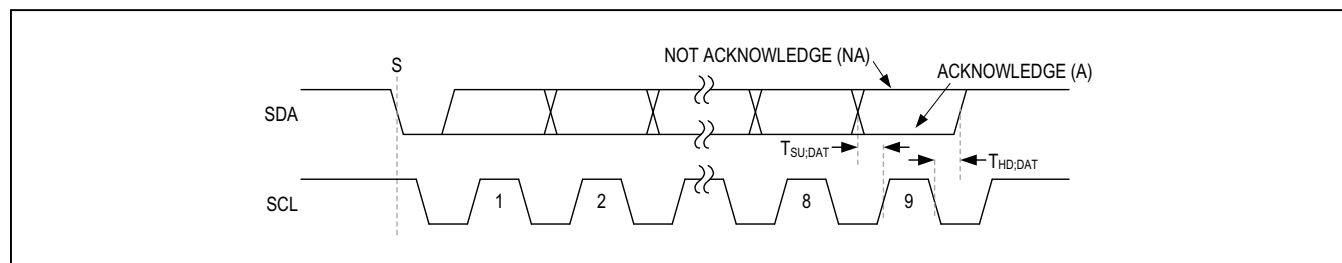 NOT ACKNOWLEDGE (NA)
S
ACKNOWLEDGE (A)
SDA
TSU;DAT
THD;DAT
SCL
1
2
8
9